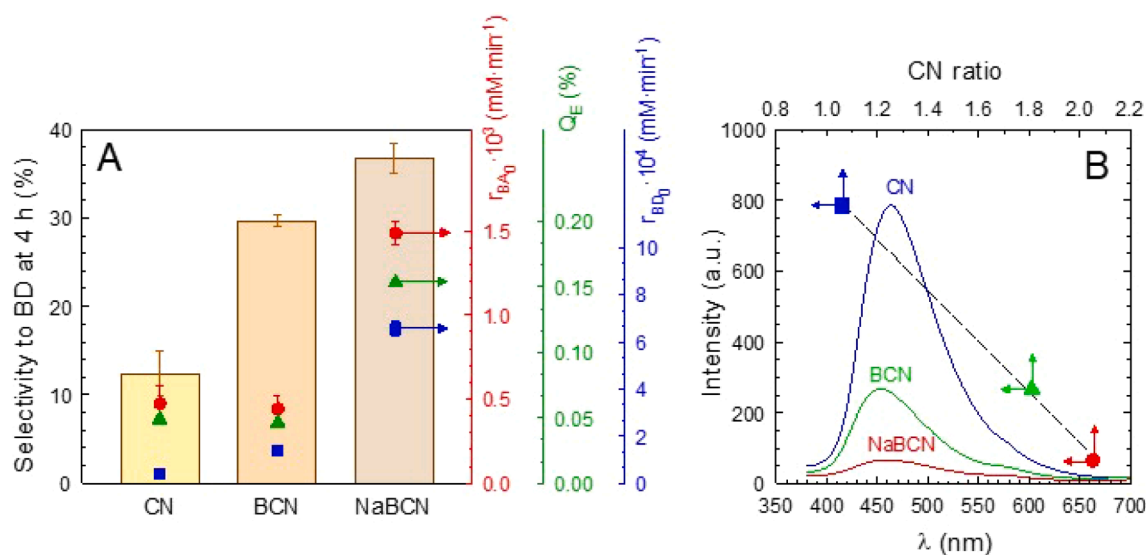 A
Selectivity to BD at 4 h (%)
40
30
20
10
0
CN
BCN
NaBCN
r_BA₀·10³ (mM·min⁻¹)
1.5
1.0
0.5
0.0
Q_E (%)
0.20
0.15
0.10
0.05
0.00
r_BD₀·10⁴ (mM·min⁻¹)
10
8
6
4
2
0
CN ratio
0.8 1.0 1.2 1.4 1.6 1.8 2.0 2.2
B
Intensity (a.u.)
1000
800
600
400
200
0
CN
BCN
NaBCN
350 400 450 500 550 600 650 700
λ (nm)